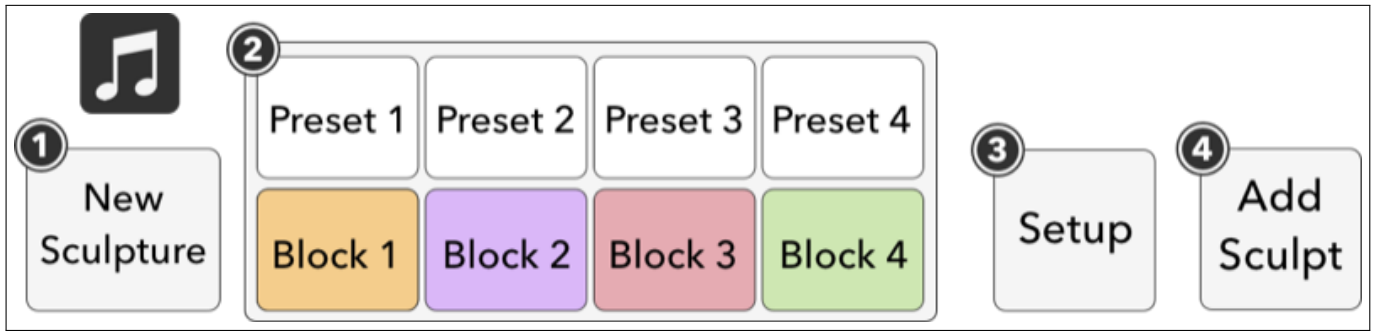 1
New
Sculpture
2
Preset 1
Preset 2
Preset 3
Preset 4
Block 1
Block 2
Block 3
Block 4
3
Setup
4
Add
Sculpt